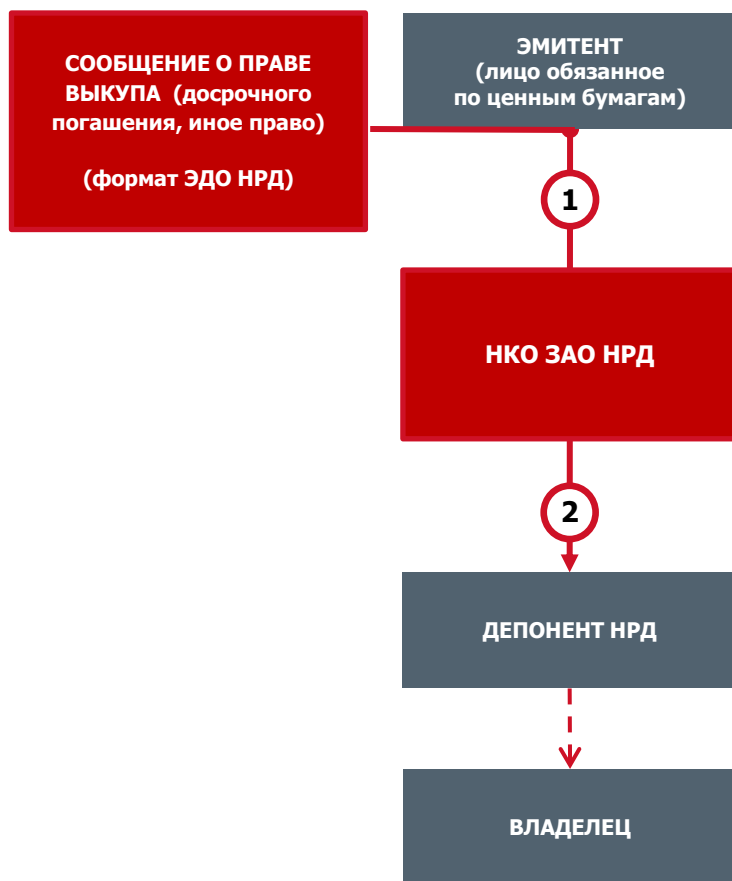 СООБЩЕНИЕ О ПРАВЕ
ВЫКУПА (досрочного
погашения, иное право)
(формат ЭДО НРД)
ЭМИТЕНТ
(лицо обязанное
по ценным бумагам)
1
НКО ЗАО НРД
2
ДЕПОНЕНТ НРД
ВЛАДЕЛЕЦ